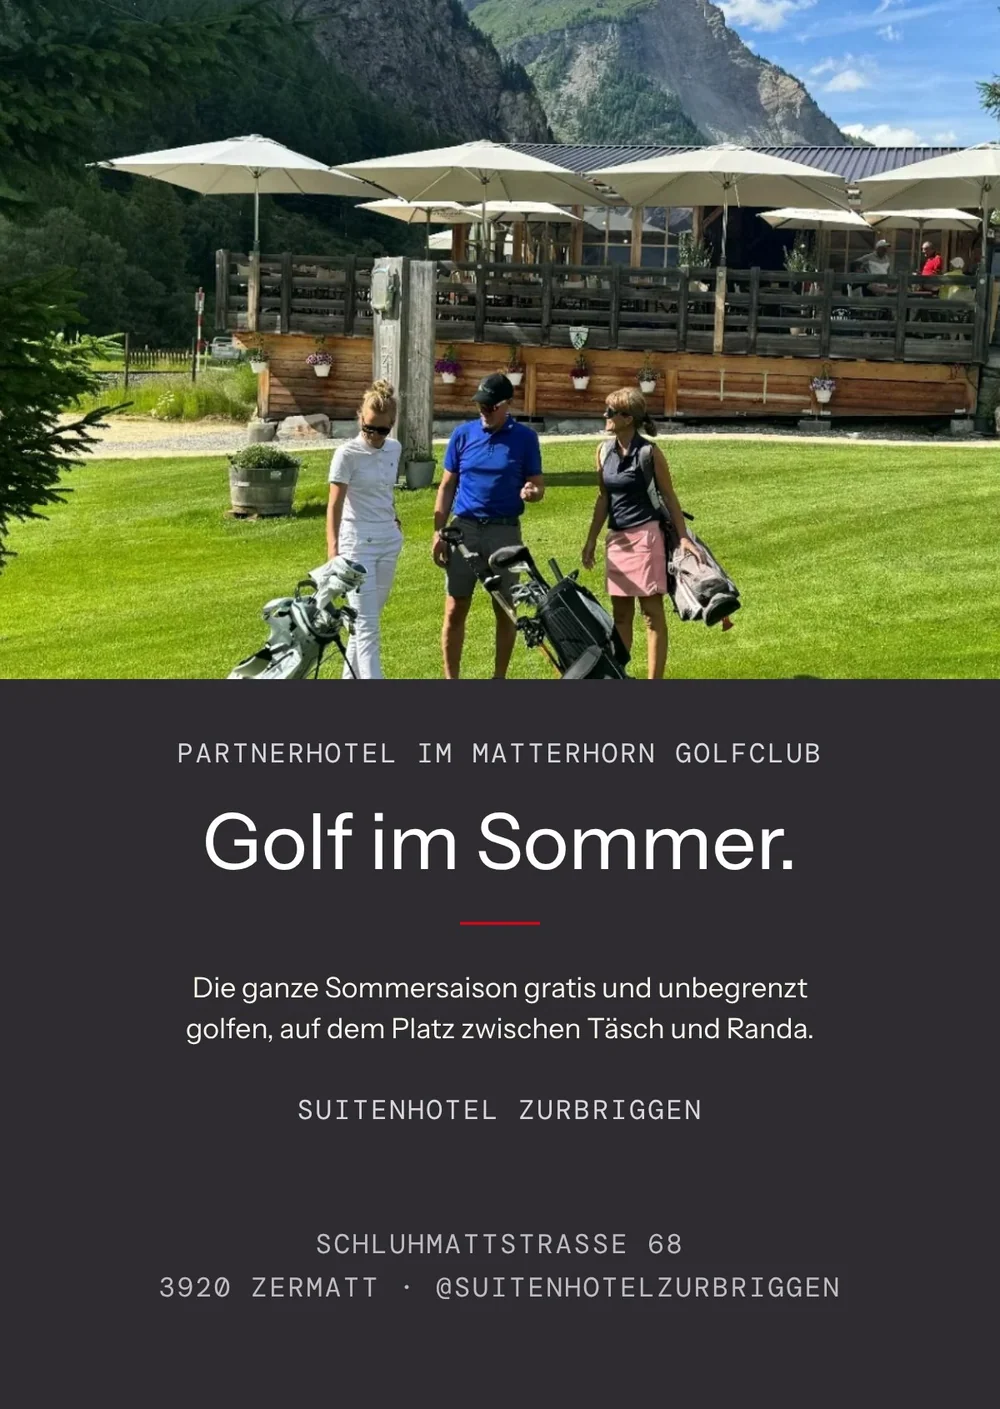 PARTNERHOTEL IM MATTERHORN GOLFCLUB
Golf im Sommer.
Die ganze Sommersaison gratis und unbegrenzt
golfen, auf dem Platz zwischen Täsch und Randa.
SUITENHOTEL ZURBRIGGEN
SCHLUHMATTSTRASSE 68
3920 ZERMATT · @SUITENHOTELZURBRIGGEN